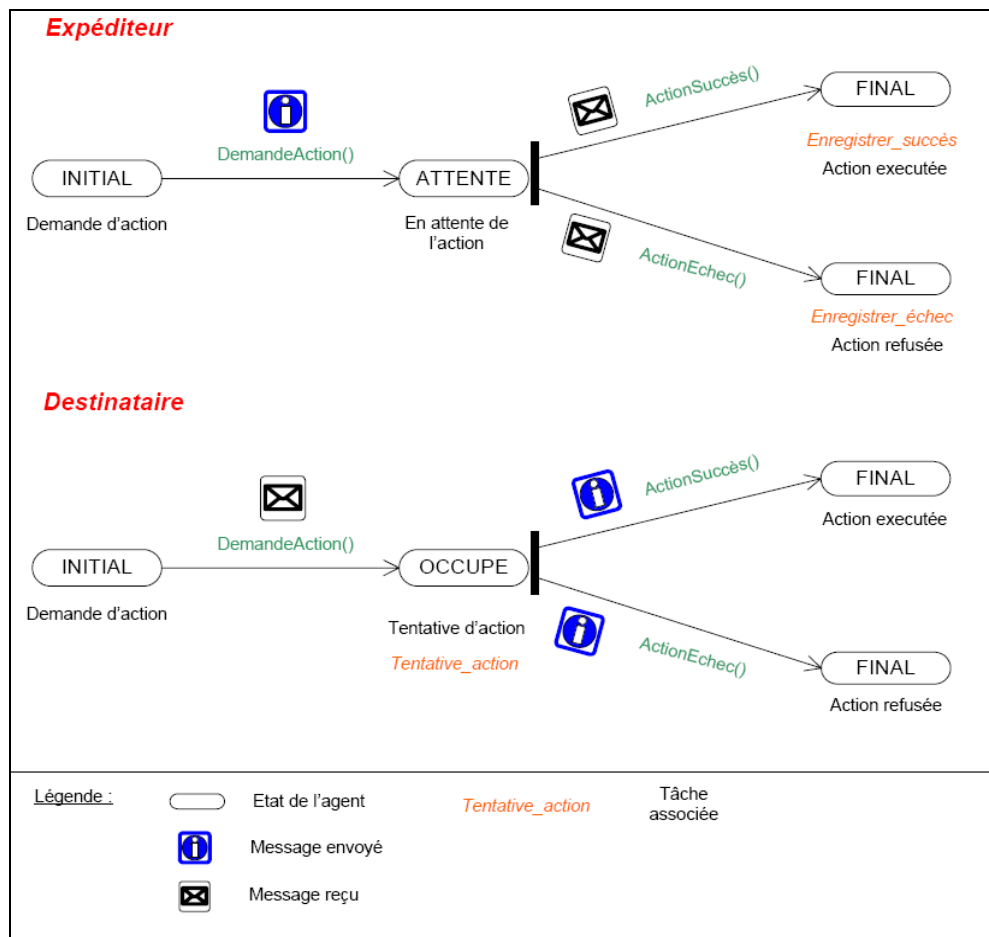 Expéditeur
ActionSuccès()
FINAL
DemandeAction()
Enregistrer_succès
INITIAL
ATTENTE
Action executée
Demande d'action
En attente de
l'action
ActionEchec()
FINAL
Enregistrer_échec
Action refusée
Destinataire
ActionSuccès()
FINAL
DemandeAction()
Action executée
INITIAL
OCCUPE
Demande d'action
Tentative d'action
Tentative_action
ActionEchec()
FINAL
Action refusée
Légende :
Etat de l'agent
Tentative_action
Tâche
associée
Message envoyé
Message reçu